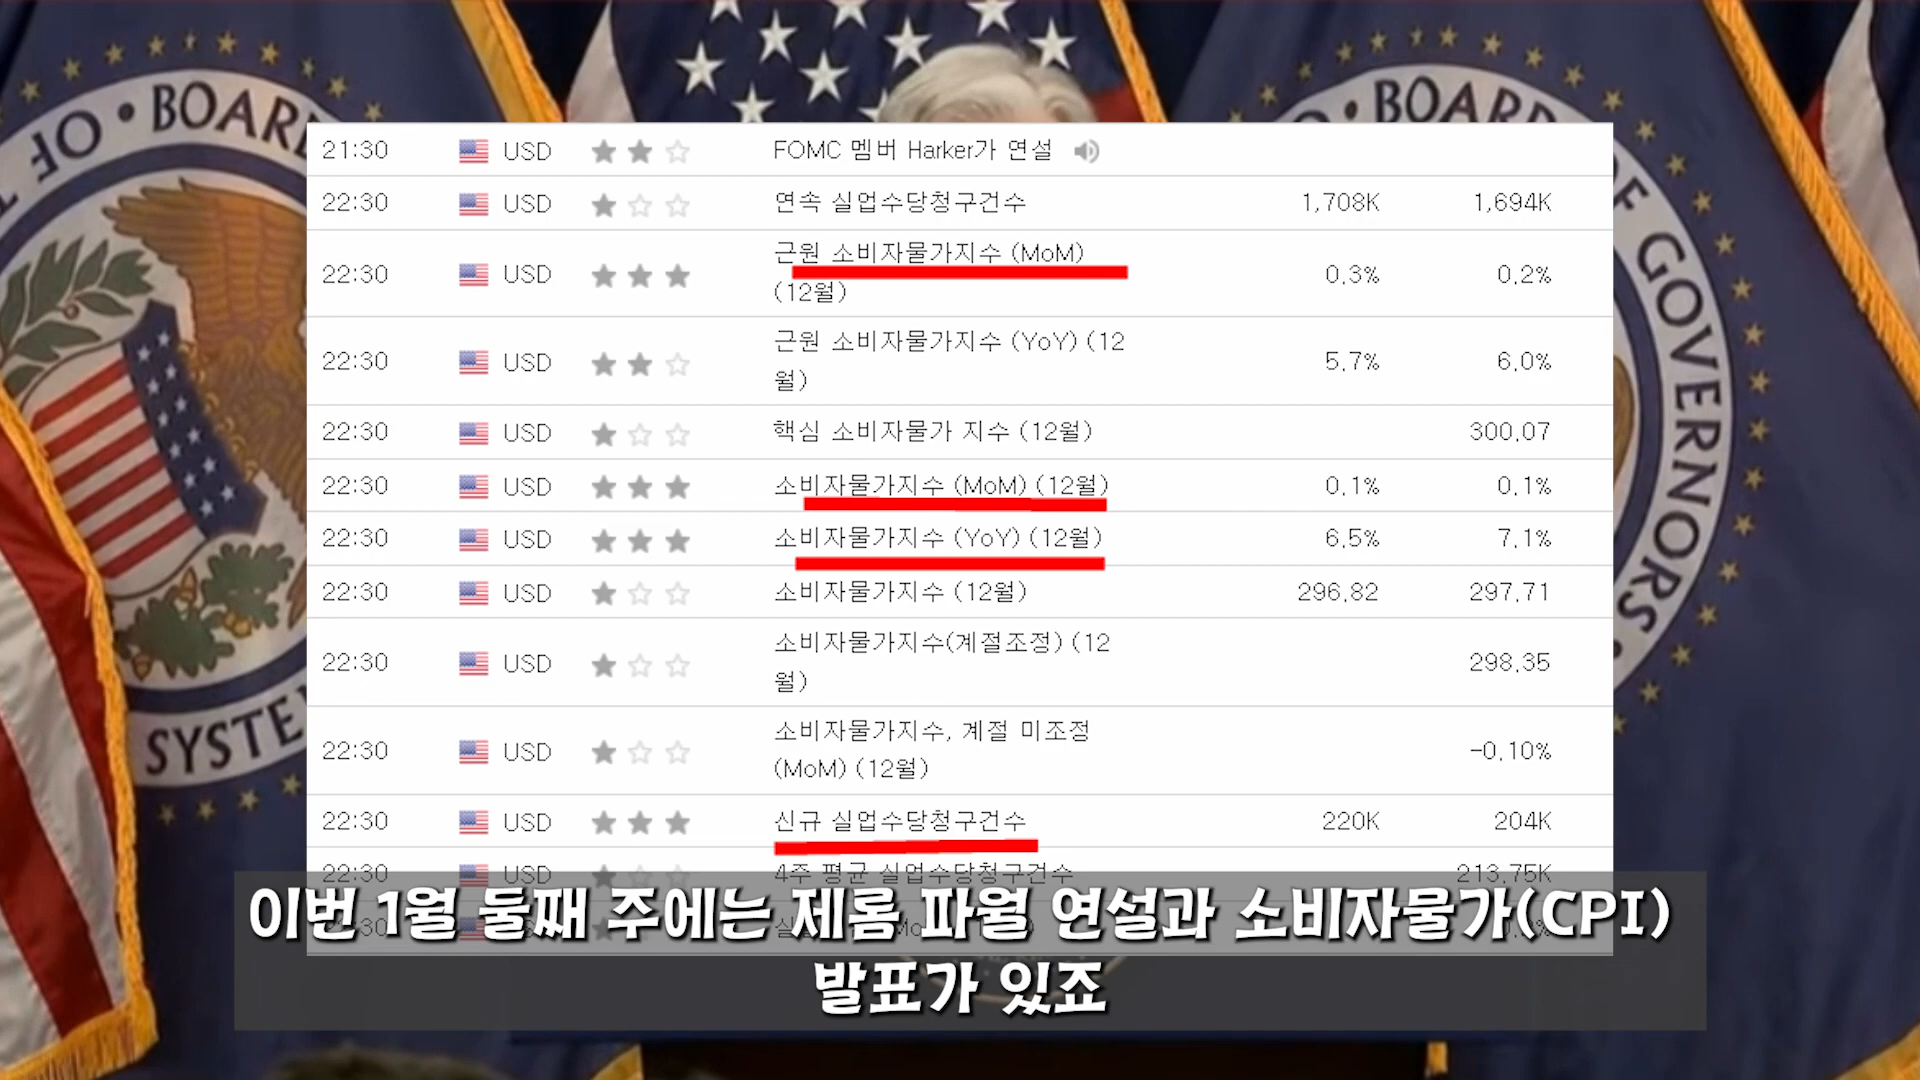 OF • BOARD
BOARD OF GOVERNORS
SYSTE
21:30 USD FOMC 멤버 Harker가 연설
22:30 USD 연속 실업수당청구건수 1,708K 1,694K
22:30 USD 근원 소비자물가지수 (MoM) (12월) 0.3% 0.2%
22:30 USD 근원 소비자물가지수 (YoY) (12월) 5.7% 6.0%
22:30 USD 핵심 소비자물가 지수 (12월) 300.07
22:30 USD 소비자물가지수 (MoM) (12월) 0.1% 0.1%
22:30 USD 소비자물가지수 (YoY) (12월) 6.5% 7.1%
22:30 USD 소비자물가지수 (12월) 296.82 297.71
22:30 USD 소비자물가지수(계절조정) (12월) 298.35
22:30 USD 소비자물가지수, 계절 미조정 (MoM) (12월) -0.10%
22:30 USD 신규 실업수당청구건수 220K 204K
22:30 USD 4주 평균 실업수당청구건수 213.75K
이번 1월 둘째 주에는 제롬 파월 연설과 소비자물가(CPI)
발표가 있죠